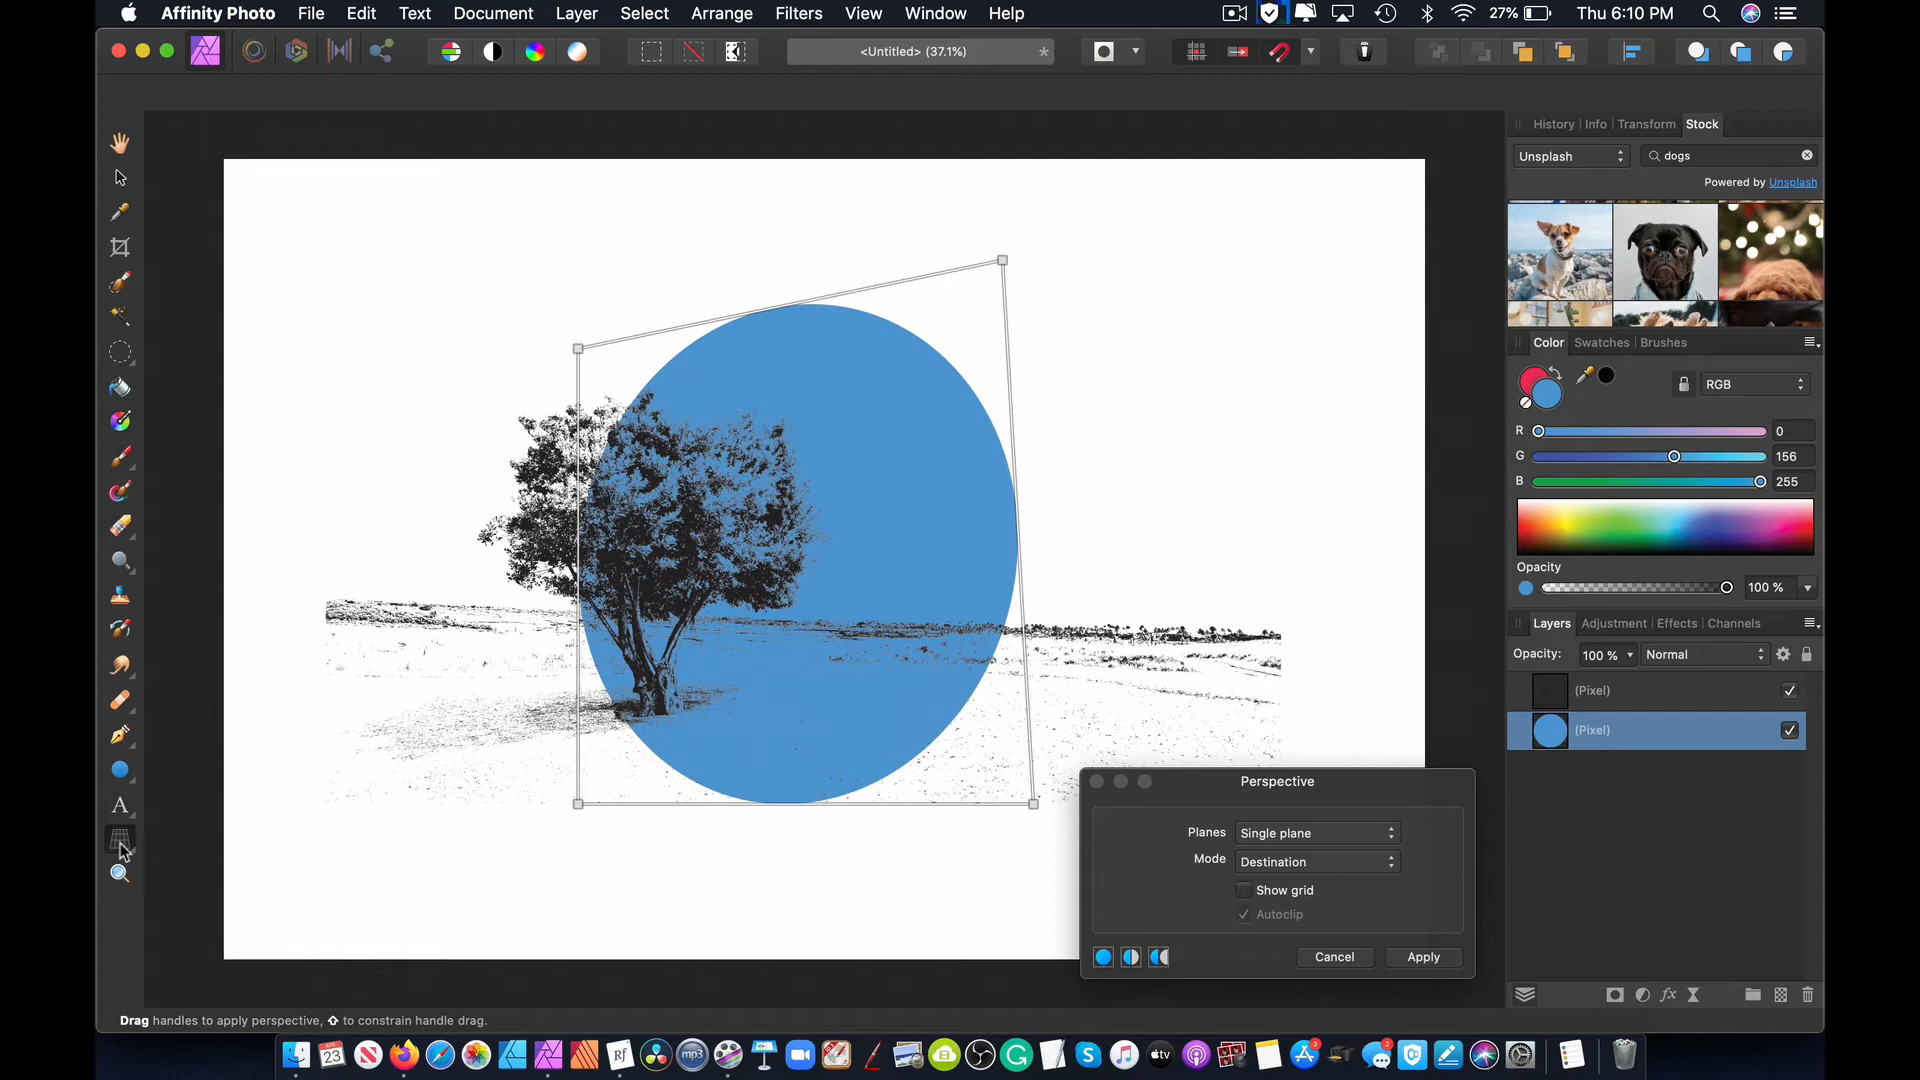 Affinity Photo File Edit Text Document Layer Select Arrange Filters View Window Help 27% Thu 6:10 PM
<Untitled> (37.1%) *
History Info Transform Stock
Unsplash dogs
Powered by Unsplash
Color Swatches Brushes
RGB
R 0
G 156
B 255
Opacity
100 %
Layers Adjustment Effects Channels
Opacity: 100 % Normal
(Pixel)
(Pixel)
Perspective
Planes Single plane
Mode Destination
Show grid
Autoclip
Cancel Apply
Drag handles to apply perspective, ⇧ to constrain handle drag.